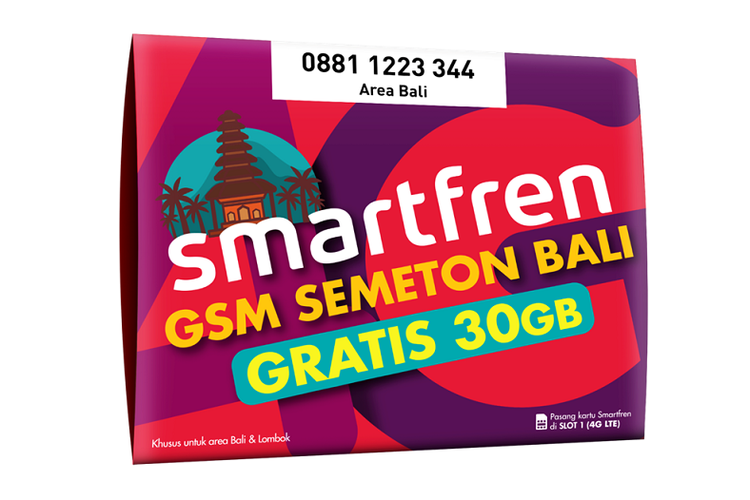 0881 1223 344
Area Bali
smartfren
GSM SEMETON BALI
GRATIS 30GB
Khusus untuk area Bali & Lombok
Pasang kartu Smartfren
di SLOT 1 (4G LTE)